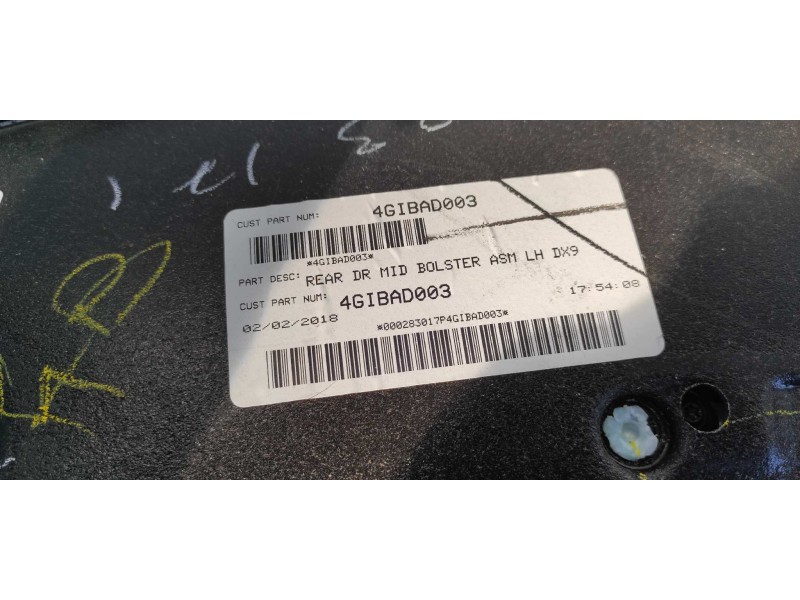 CUST PART NUM: 4GIBAD003
*4GIBAD003*
PART DESC: REAR DR MID BOLSTER ASM LH DX9
CUST PART NUM: 4GIBAD003
02/02/2018 17:54:08
*000283017P4GIBAD003*